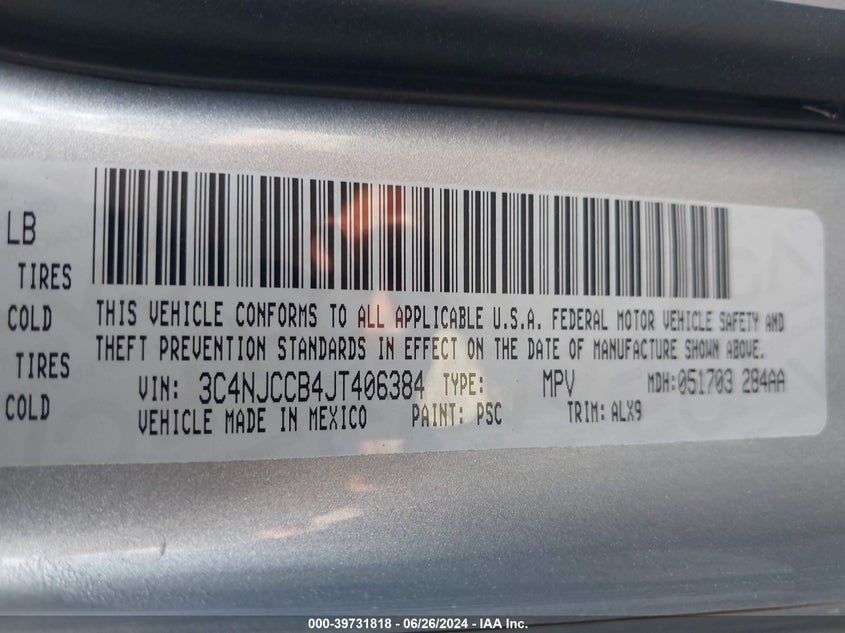 LB
TIRES
COLD
TIRES
COLD
THIS VEHICLE CONFORMS TO ALL APPLICABLE U.S.A. FEDERAL MOTOR VEHICLE SAFETY AND
THEFT PREVENTION STANDARDS IN EFFECT ON THE DATE OF MANUFACTURE SHOWN ABOVE.
VIN: 3C4NJCCB4JT406384 TYPE: MPV MDH:051703 284AA
VEHICLE MADE IN MEXICO PAINT: PSC TRIM: ALX9
000-39731818 - 06/26/2024 - IAA Inc.